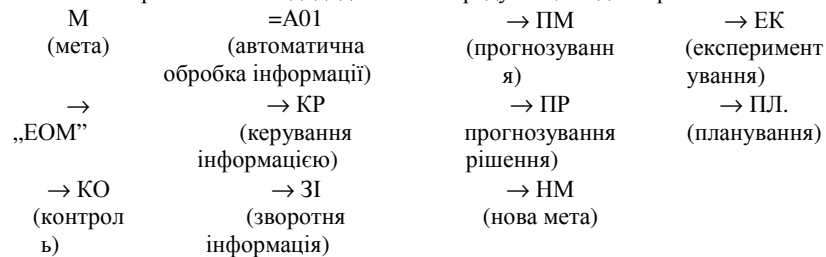 М =А01 → ПМ → ЕК
(мета) (автоматична (прогнозуванн (експеримент
обробка інформації) я) ування)
→ → КР → ПР → ПЛ.
„ЕОМ” (керування прогнозування (планування)
інформацією) рішення)
→ КО → ЗІ → НМ
(контрол (зворотня (нова мета)
ь) інформація)